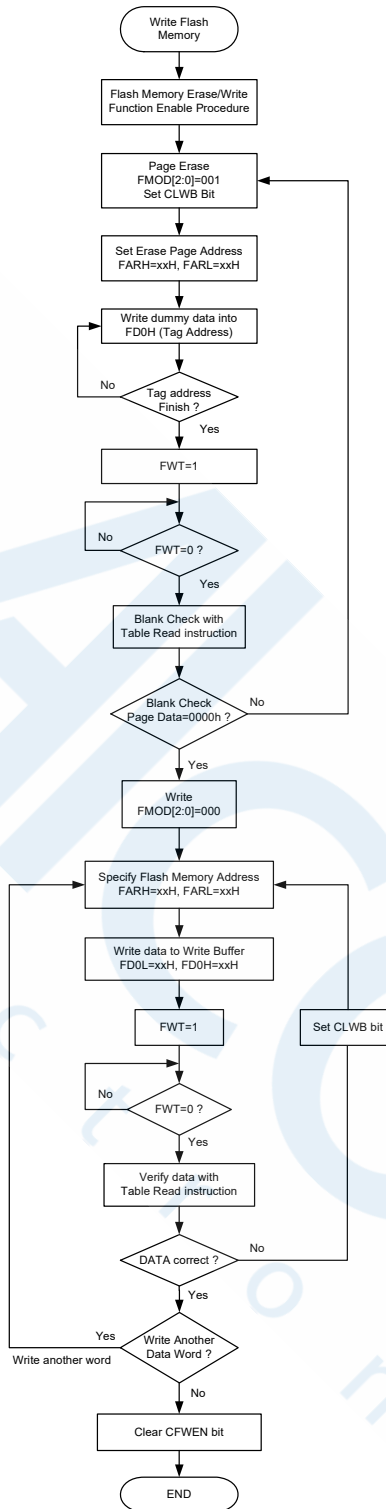 Write Flash
Memory
Flash Memory Erase/Write
Function Enable Procedure
Page Erase
FMOD[2:0]=001
Set CLWB Bit
Set Erase Page Address
FARH=xxH, FARL=xxH
Write dummy data into
FD0H (Tag Address)
No
Tag address
Finish ?
Yes
FWT=1
No
FWT=0 ?
Yes
Blank Check with
Table Read instruction
Blank Check
Page Data=0000h ?
No
Yes
Write
FMOD[2:0]=000
Specify Flash Memory Address
FARH=xxH, FARL=xxH
Write data to Write Buffer
FD0L=xxH, FD0H=xxH
FWT=1
Set CLWB bit
No
FWT=0 ?
Yes
Verify data with
Table Read instruction
DATA correct ?
No
Yes
Write Another
Data Word ?
Yes
Write another word
No
Clear CFWEN bit
END